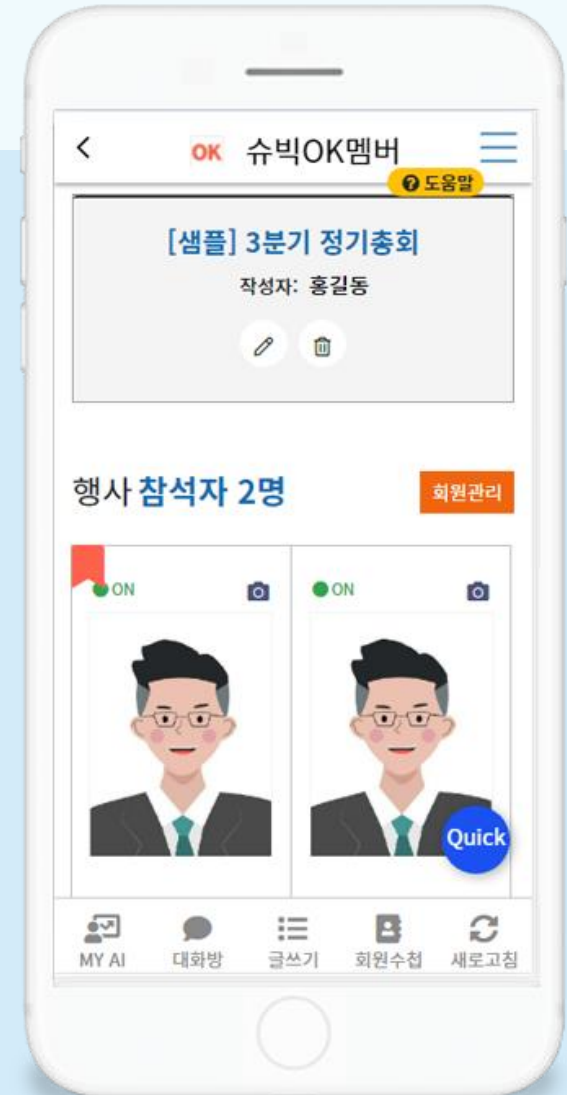 OK 슈빅OK멤버
도움말
[샘플] 3분기 정기총회
작성자: 홍길동
행사 참석자 2명
회원관리
ON
ON
Quick
MY AI
대화방
글쓰기
회원수첩
새로고침